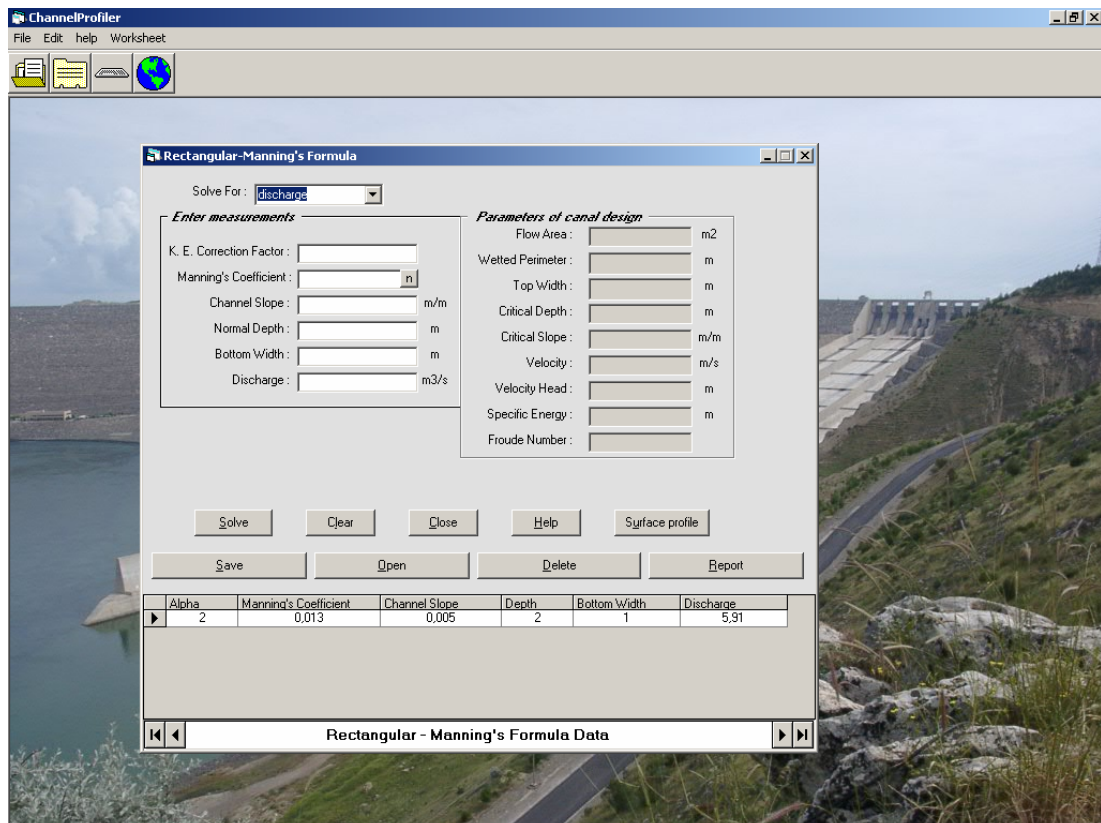 ChannelProfiler
File Edit help Worksheet
Rectangular-Manning's Formula
Solve For : discharge
Enter measurements
K. E. Correction Factor :
Manning's Coefficient : n
Channel Slope : m/m
Normal Depth : m
Bottom Width : m
Discharge : m3/s
Parameters of canal design
Flow Area : m2
Wetted Perimeter : m
Top Width : m
Critical Depth : m
Critical Slope : m/m
Velocity : m/s
Velocity Head : m
Specific Energy : m
Froude Number :
Solve Clear Close Help Surface profile
Save Open Delete Report
Alpha Manning's Coefficient Channel Slope Depth Bottom Width Discharge
2 0,013 0,005 2 1 5,91
Rectangular - Manning's Formula Data